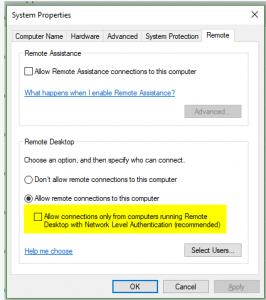 System Properties
Computer Name Hardware Advanced System Protection Remote
Remote Assistance
Allow Remote Assistance connections to this computer
What happens when I enable Remote Assistance?
Advanced...
Remote Desktop
Choose an option, and then specify who can connect.
Don't allow remote connections to this computer
Allow remote connections to this computer
Allow connections only from computers running Remote
Desktop with Network Level Authentication (recommended)
Help me choose
Select Users...
OK Cancel Apply